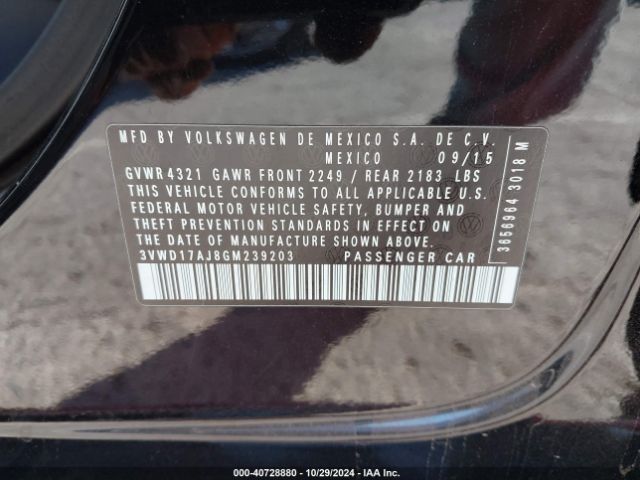 MFD BY VOLKSWAGEN DE MEXICO S.A. DE C.V.
MEXICO 09/15
GVWR 4321 GAWR FRONT 2249 / REAR 2183 LBS
THIS VEHICLE CONFORMS TO ALL APPLICABLE U.S.
FEDERAL MOTOR VEHICLE SAFETY, BUMPER AND
THEFT PREVENTION STANDARDS IN EFFECT ON
THE DATE OF MANUFACTURE SHOWN ABOVE.
3VWD17AJ8GM239203 PASSENGER CAR
3656964 3018 M
000-40728880 - 10/29/2024 - IAA Inc.